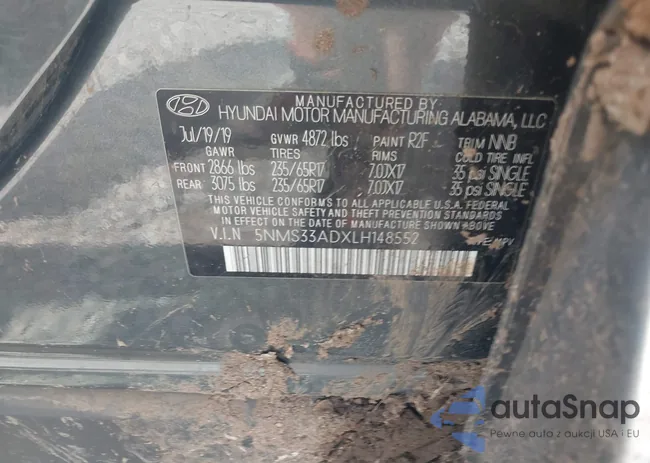 MANUFACTURED BY
HYUNDAI MOTOR MANUFACTURING ALABAMA, LLC
Jul/19/19 GVWR 4872 lbs PAINT R2F TRIM NNB
GAWR TIRES RIMS COLD TIRE INFL
FRONT 2866 lbs 235/65R17 7.0JX17 35 psi SINGLE
REAR 3075 lbs 235/65R17 7.0JX17 35 psi SINGLE
THIS VEHICLE CONFORMS TO ALL APPLICABLE U.S. FEDERAL
MOTOR VEHICLE SAFETY AND THEFT PREVENTION STANDARDS
IN EFFECT ON THE DATE OF MANUFACTURE SHOWN ABOVE
V.I.N 5NMS33ADXLH148552 MPV
autaSnap
Pewne auta z aukcji USA i EU